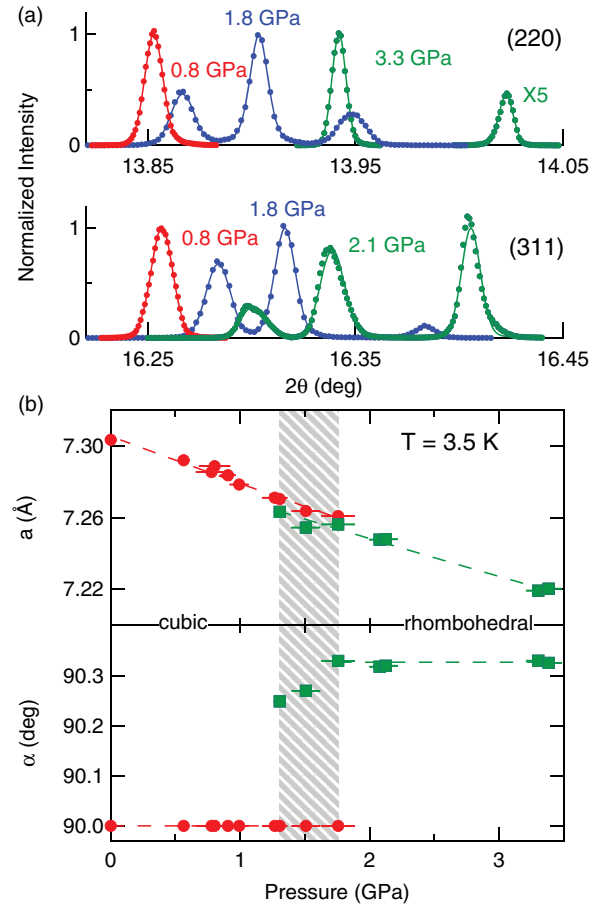 (a)
1.8 GPa
(220)
0.8 GPa
3.3 GPa
X5
1
0
13.85
13.95
14.05
Normalized Intensity
1.8 GPa
0.8 GPa
2.1 GPa
(311)
1
0
16.25
16.35
16.45
2θ (deg)
(b)
T = 3.5 K
7.30
7.26
7.22
a (Å)
cubic
rhombohedral
90.3
90.2
90.1
90.0
α (deg)
0
1
2
3
Pressure (GPa)